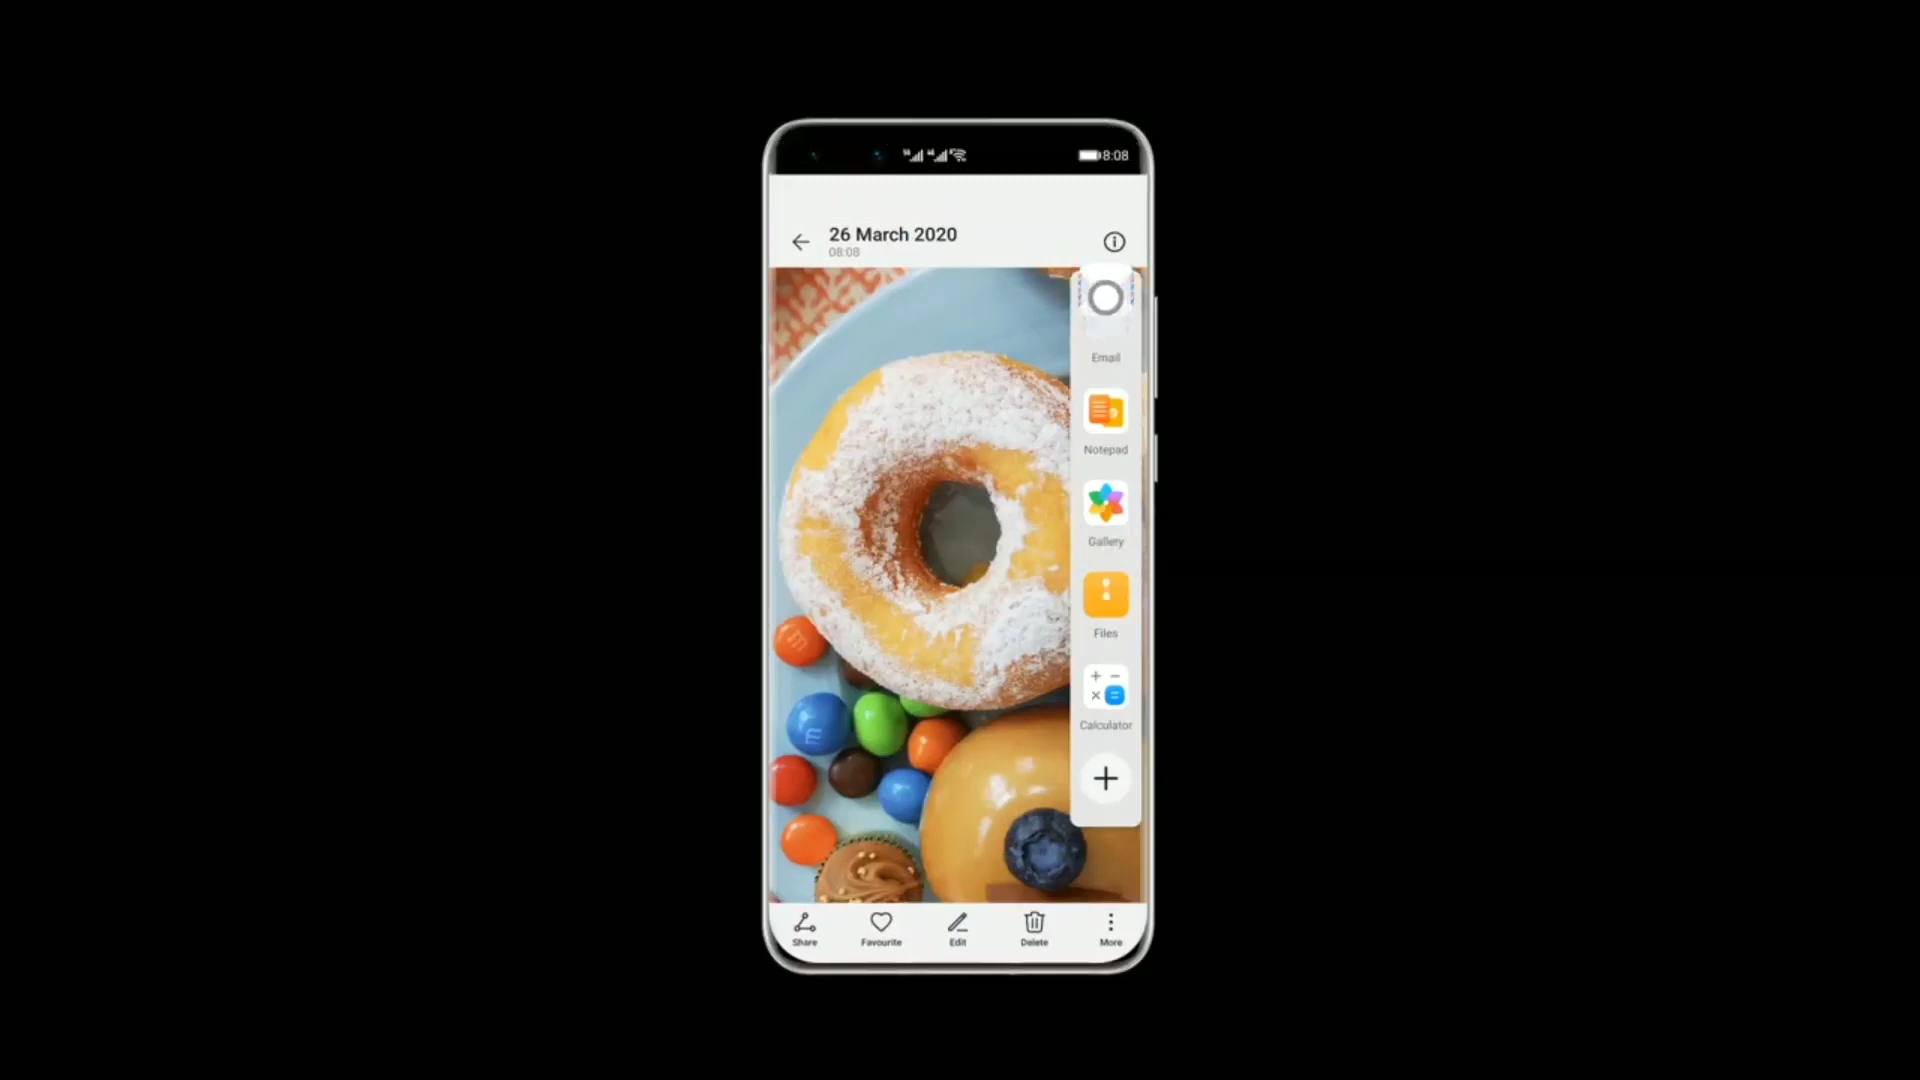 8:08
26 March 2020
08:08
Email
Notepad
Gallery
Files
Calculator
m
m
Share
Favourite
Edit
Delete
More